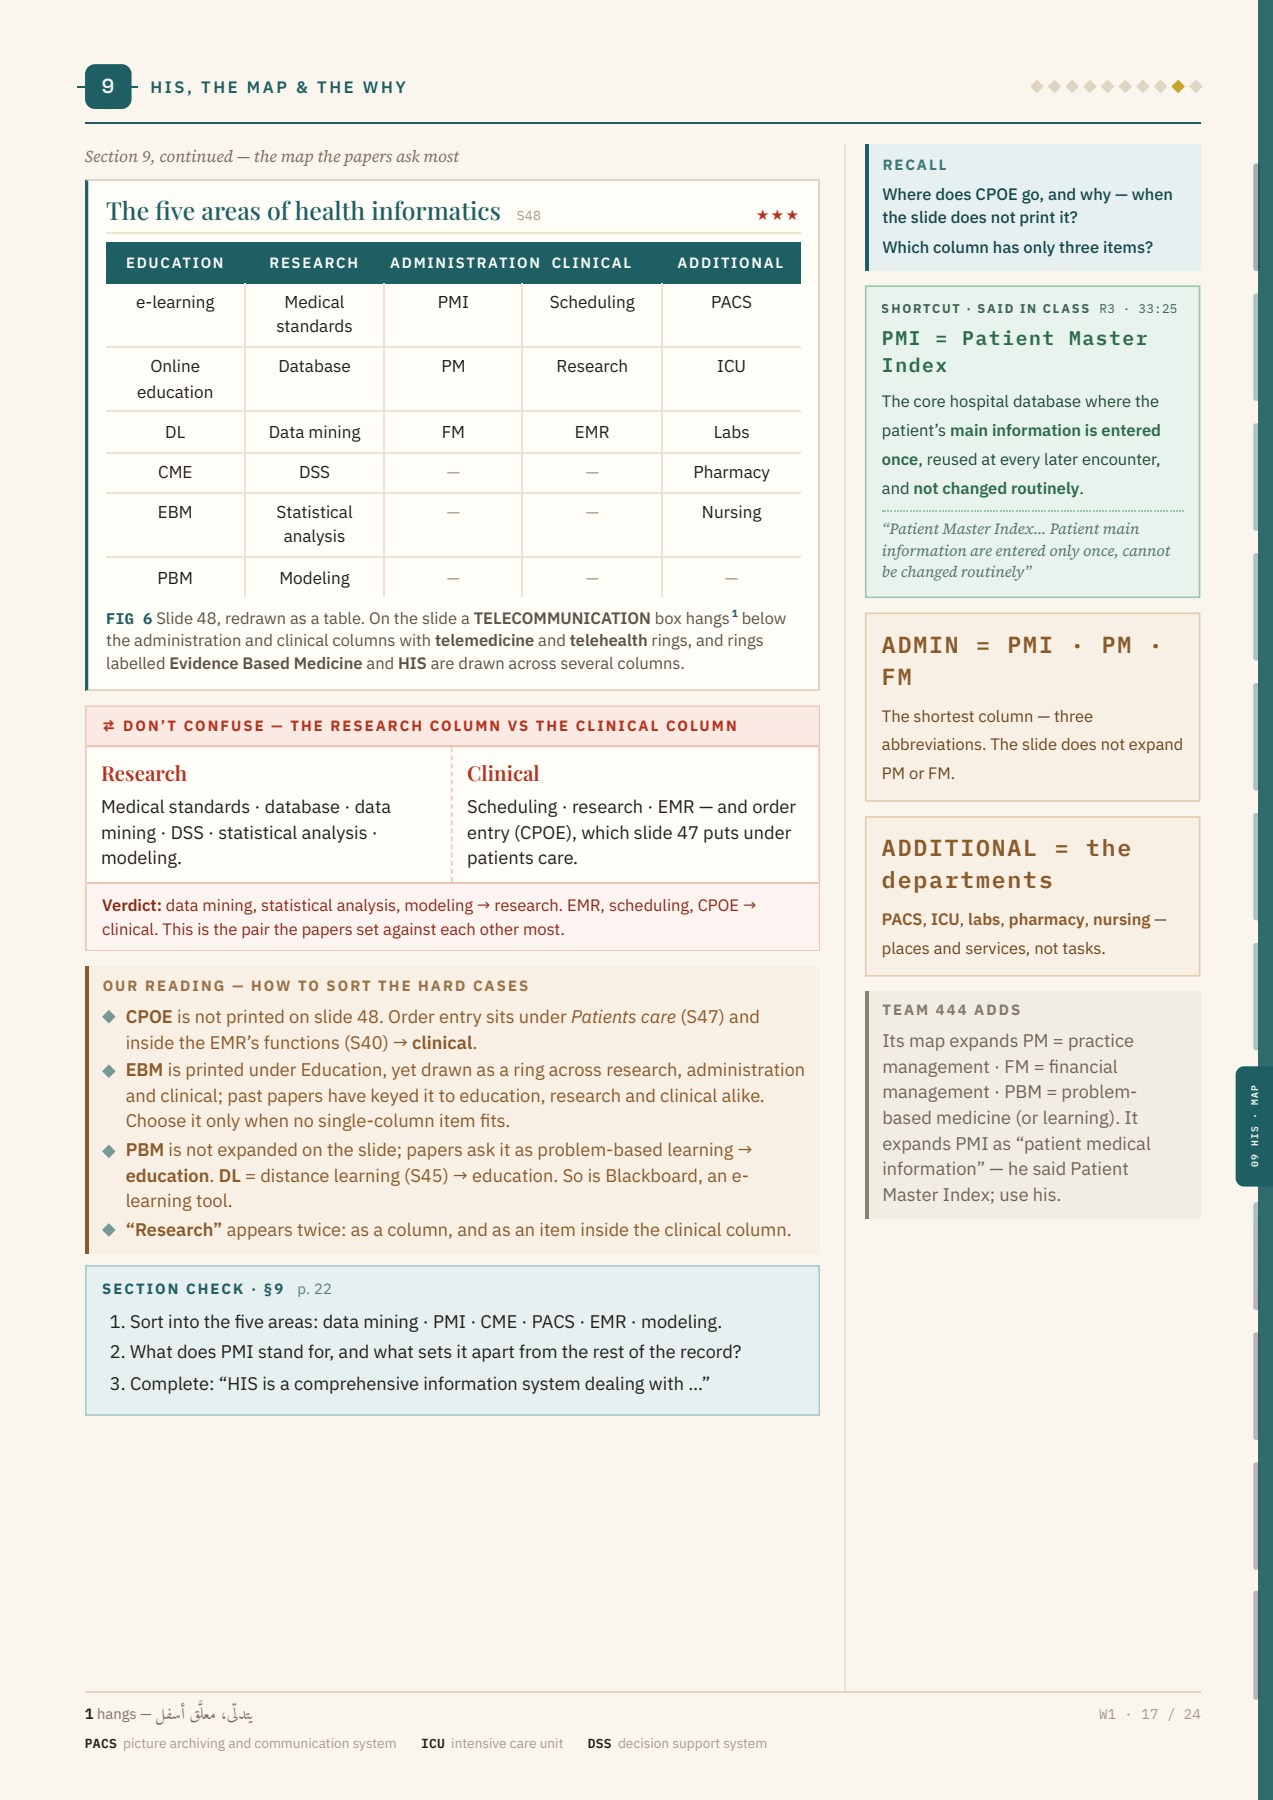 9 HIS, THE MAP & THE WHY
Section 9, continued — the map the papers ask most
The five areas of health informatics S48 ★★★
EDUCATION RESEARCH ADMINISTRATION CLINICAL ADDITIONAL
e-learning Medical standards PMI Scheduling PACS
Online education Database PM Research ICU
DL Data mining FM EMR Labs
CME DSS — — Pharmacy
EBM Statistical analysis — — Nursing
PBM Modeling — — —
FIG 6 Slide 48, redrawn as a table. On the slide a TELECOMMUNICATION box hangs¹ below
the administration and clinical columns with telemedicine and telehealth rings, and rings
labelled Evidence Based Medicine and HIS are drawn across several columns.
⇄ DON’T CONFUSE — THE RESEARCH COLUMN VS THE CLINICAL COLUMN
Research
Medical standards · database · data
mining · DSS · statistical analysis ·
modeling.
Clinical
Scheduling · research · EMR — and order
entry (CPOE), which slide 47 puts under
patients care.
Verdict: data mining, statistical analysis, modeling → research. EMR, scheduling, CPOE →
clinical. This is the pair the papers set against each other most.
OUR READING — HOW TO SORT THE HARD CASES
◆ CPOE is not printed on slide 48. Order entry sits under Patients care (S47) and
inside the EMR’s functions (S40) → clinical.
◆ EBM is printed under Education, yet drawn as a ring across research, administration
and clinical; past papers have keyed it to education, research and clinical alike.
Choose it only when no single-column item fits.
◆ PBM is not expanded on the slide; papers ask it as problem-based learning →
education. DL = distance learning (S45) → education. So is Blackboard, an e-
learning tool.
◆ “Research” appears twice: as a column, and as an item inside the clinical column.
SECTION CHECK · §9 p. 22
1. Sort into the five areas: data mining · PMI · CME · PACS · EMR · modeling.
2. What does PMI stand for, and what sets it apart from the rest of the record?
3. Complete: “HIS is a comprehensive information system dealing with …”
RECALL
Where does CPOE go, and why — when
the slide does not print it?
Which column has only three items?
SHORTCUT · SAID IN CLASS R3 · 33:25
PMI = Patient Master
Index
The core hospital database where the
patient’s main information is entered
once, reused at every later encounter,
and not changed routinely.
“Patient Master Index… Patient main
information are entered only once, cannot
be changed routinely”
ADMIN = PMI · PM ·
FM
The shortest column — three
abbreviations. The slide does not expand
PM or FM.
ADDITIONAL = the
departments
PACS, ICU, labs, pharmacy, nursing —
places and services, not tasks.
TEAM 444 ADDS
Its map expands PM = practice
management · FM = financial
management · PBM = problem-
based medicine (or learning). It
expands PMI as “patient medical
information” — he said Patient
Master Index; use his.
09 HIS · MAP
1 hangs — يتدلّى، معلَّق أسفل
W1 · 17 / 24
PACS picture archiving and communication system ICU intensive care unit DSS decision support system